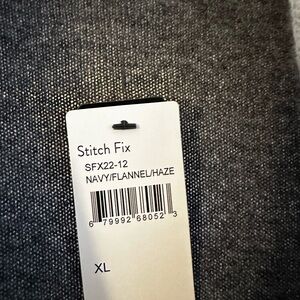 Stitch Fix
SFX22-12
NAVY/FLANNEL/HAZE
6 79992 68052 3
XL